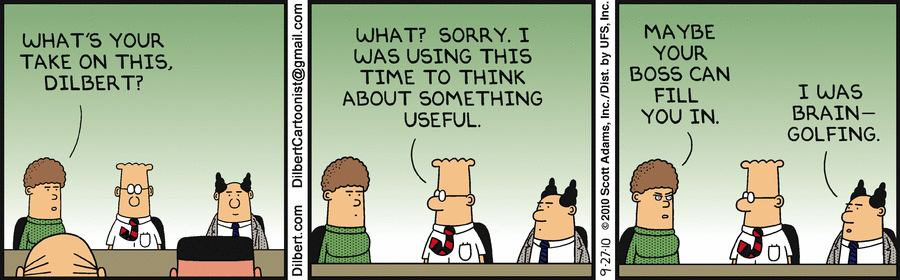 WHAT'S YOUR
TAKE ON THIS,
DILBERT?
Dilbert.com DilbertCartoonist@gmail.com
WHAT? SORRY. I
WAS USING THIS
TIME TO THINK
ABOUT SOMETHING
USEFUL.
9-27-10 © 2010 Scott Adams, Inc./Dist. by UFS, Inc.
MAYBE
YOUR
BOSS CAN
FILL
YOU IN.
I WAS
BRAIN-
GOLFING.